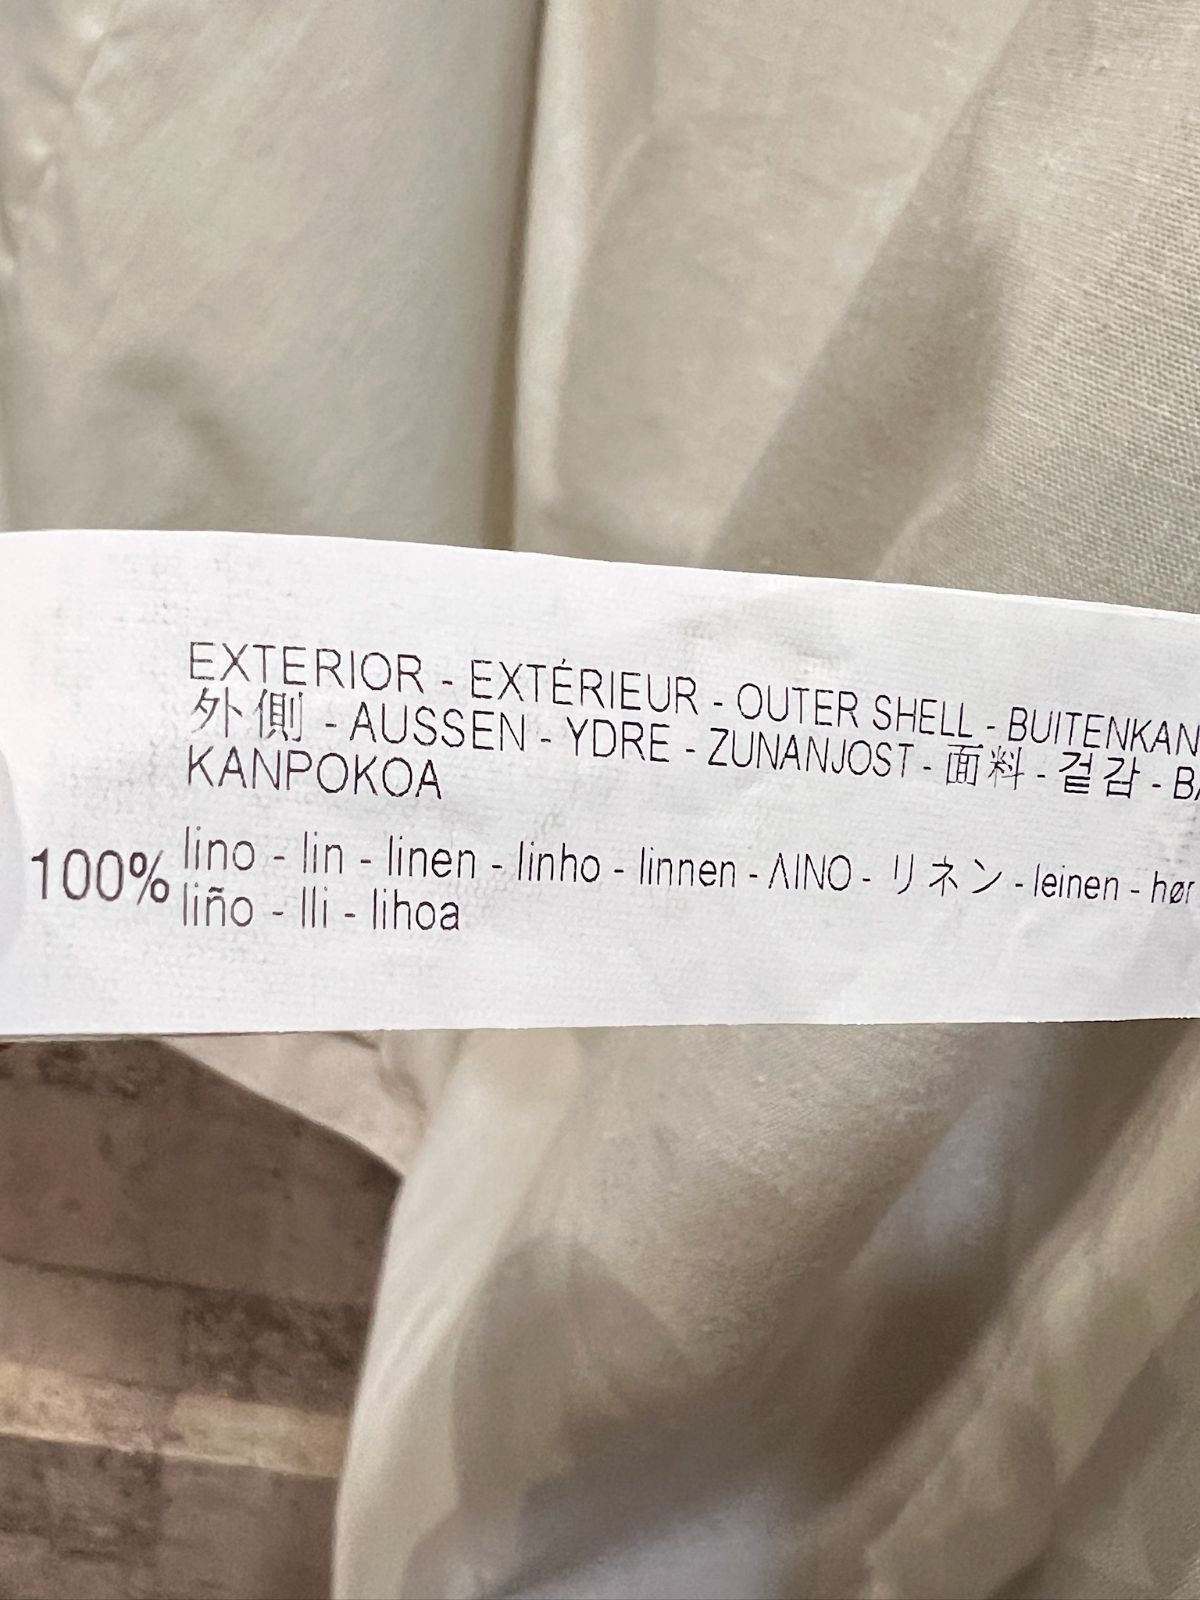 EXTERIOR - EXTÉRIEUR - OUTER SHELL - BUITENKAN
外側 - AUSSEN - YDRE - ZUNANJOST - 面料 - 겉감 - BA
KANPOKOA
100% lino - lin - linen - linho - linnen - ΛΙΝΟ - リネン - leinen - hør
liño - lli - lihoa